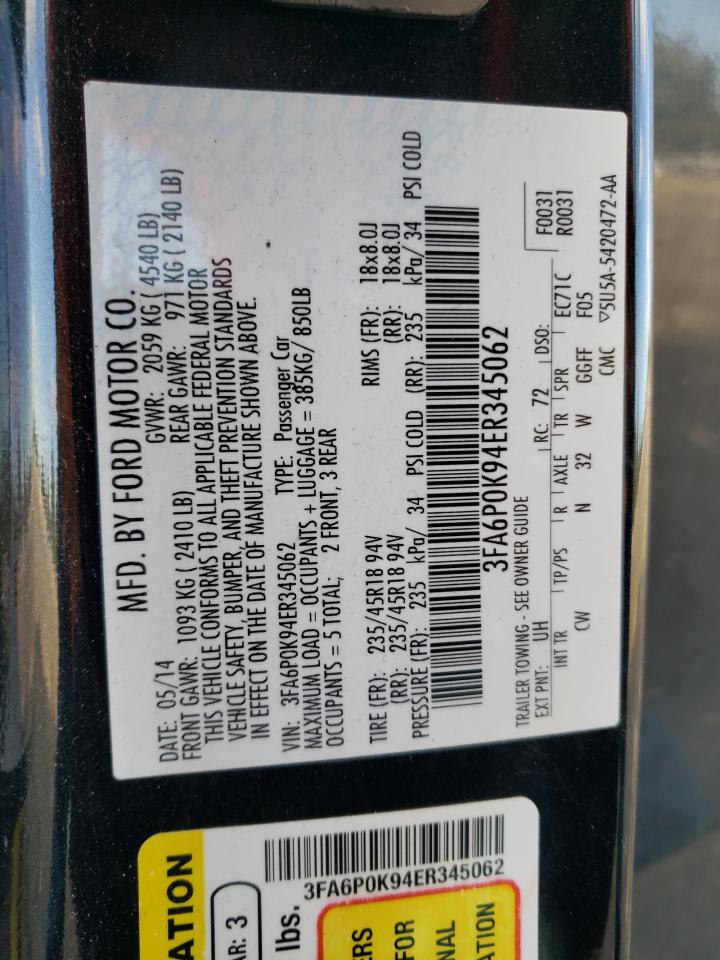 MFD. BY FORD MOTOR CO.
DATE: 05/14 GVWR: 2059 KG ( 4540 LB)
FRONT GAWR: 1093 KG ( 2410 LB) REAR GAWR: 971 KG ( 2140 LB)
THIS VEHICLE CONFORMS TO ALL APPLICABLE FEDERAL MOTOR
VEHICLE SAFETY, BUMPER, AND THEFT PREVENTION STANDARDS
IN EFFECT ON THE DATE OF MANUFACTURE SHOWN ABOVE.
VIN: 3FA6P0K94ER345062 TYPE: Passenger Car
MAXIMUM LOAD = OCCUPANTS + LUGGAGE = 385KG/ 850LB
OCCUPANTS = 5 TOTAL; 2 FRONT, 3 REAR
TIRE (FR): 235/45R18 94V RIMS (FR): 18x8.0J
(RR): 235/45R18 94V (RR): 18x8.0J
PRESSURE (FR): 235 kPa/ 34 PSI COLD (RR): 235 kPa/ 34 PSI COLD
3FA6P0K94ER345062
TRAILER TOWING - SEE OWNER GUIDE
EXT PNT: UH RC: 72 DSO: F0031
R0031
INT TR TP/PS R AXLE TR SPR EC71C
CW N 32 W GGFF F05
CMC ▽5U5A-5420472-AA
ATION
AR: 3
lbs.
3FA6P0K94ER345062
ERS
FOR
NAL
ATION